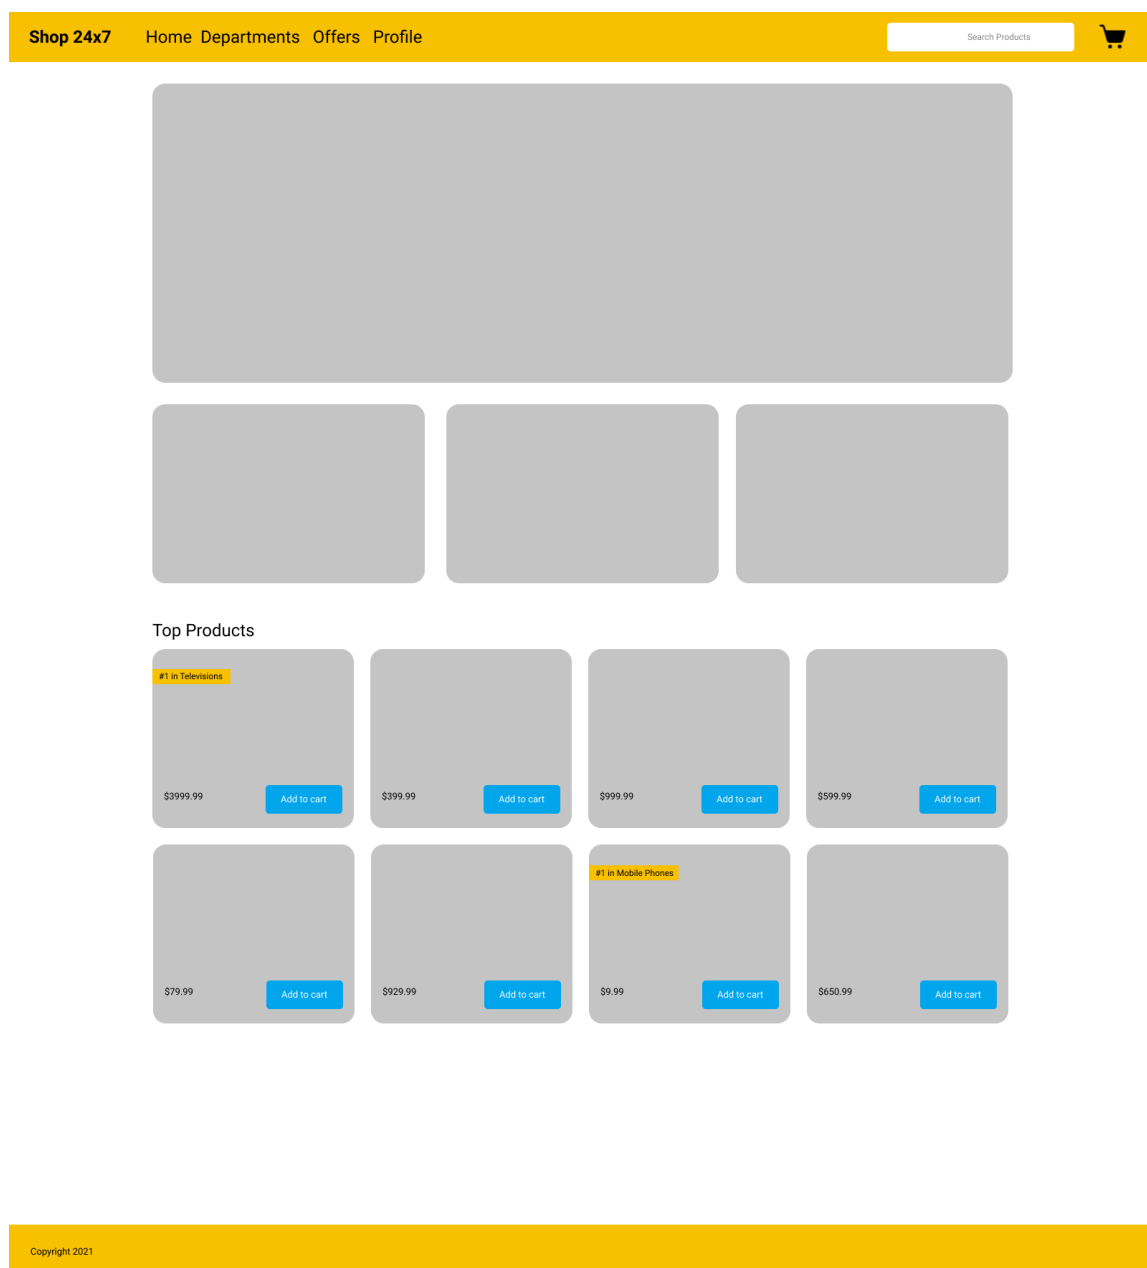 Shop 24x7 Home Departments Offers Profile Search Products
Top Products
#1 in Televisions
$3999.99 Add to cart $399.99 Add to cart $999.99 Add to cart $599.99 Add to cart
#1 in Mobile Phones
$79.99 Add to cart $929.99 Add to cart $9.99 Add to cart $650.99 Add to cart
Copyright 2021